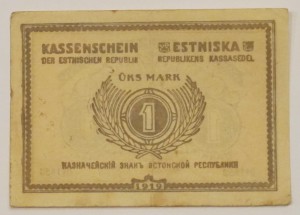 KASSENSCHEIN
DER ESTNISCHEN REPUBLIK
ESTNISKA
REPUBLIKENS KASSASEDEL
ÜKS MARK
1
КАЗНАЧЕЙСКІЙ ЗНАКЪ ЭСТОНСКОЙ РЕСПУБЛИКИ
1919